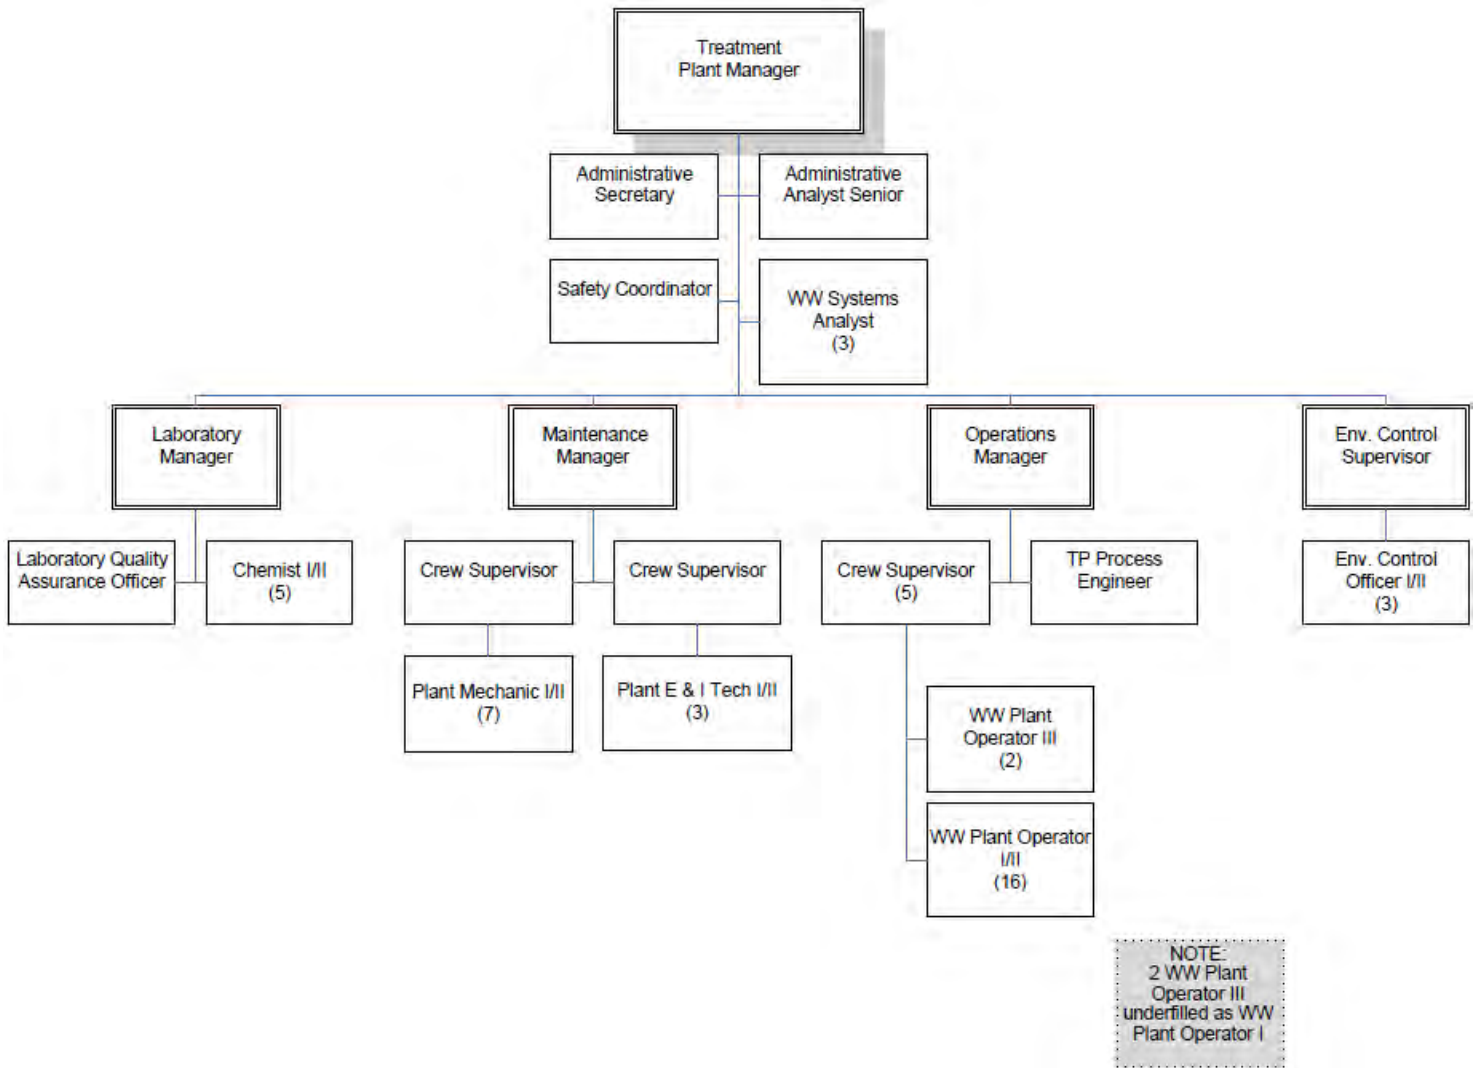 Treatment
Plant Manager
Administrative
Secretary
Administrative
Analyst Senior
Safety Coordinator
WW Systems
Analyst
(3)
Laboratory
Manager
Maintenance
Manager
Operations
Manager
Env. Control
Supervisor
Laboratory Quality
Assurance Officer
Chemist I/II
(5)
Crew Supervisor
Crew Supervisor
Crew Supervisor
(5)
TP Process
Engineer
Env. Control
Officer I/II
(3)
Plant Mechanic I/II
(7)
Plant E & I Tech I/II
(3)
WW Plant
Operator III
(2)
WW Plant Operator
I/II
(16)
NOTE:
2 WW Plant
Operator III
underfilled as WW
Plant Operator I